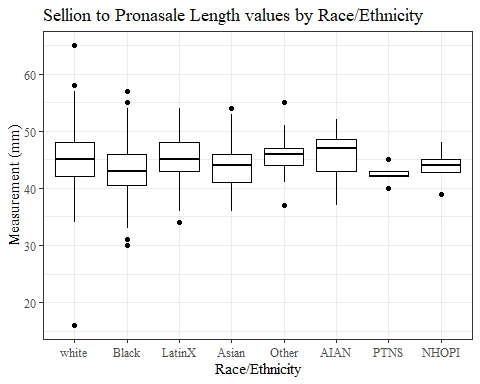 Sellion to Pronasale Length values by Race/Ethnicity
Measurement (mm)
60
50
40
30
20
white Black LatinX Asian Other AIAN PTNS NHOPI
Race/Ethnicity